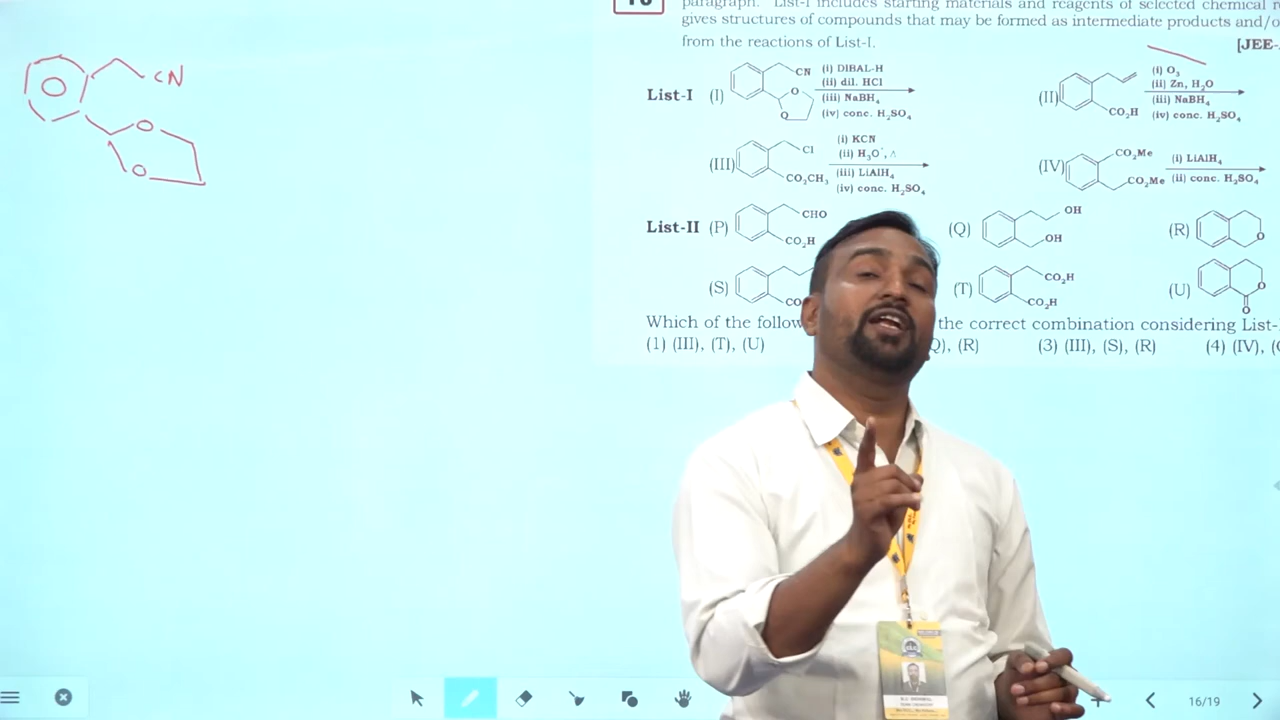 paragraph. List-I includes starting materials and reagents of selected chemical
gives structures of compounds that may be formed as intermediate products and/o
from the reactions of List-I. [JEE-
CN
O
O
List-I (I) CN O O (i) DIBAL-H (ii) dil. HCl (iii) NaBH4 (iv) conc. H2SO4
(II) CO2H (i) O3 (ii) Zn, H2O (iii) NaBH4 (iv) conc. H2SO4
(III) Cl CO2CH3 (i) KCN (ii) H3O+, Δ (iii) LiAlH4 (iv) conc. H2SO4
(IV) CO2Me CO2Me (i) LiAlH4 (ii) conc. H2SO4
List-II (P) CHO CO2H (Q) OH OH (R) O
(S) CO (T) CO2H CO2H (U) O O
Which of the follow the correct combination considering List-
(1) (III), (T), (U) Q), (R) (3) (III), (S), (R) (4) (IV), (
16/19